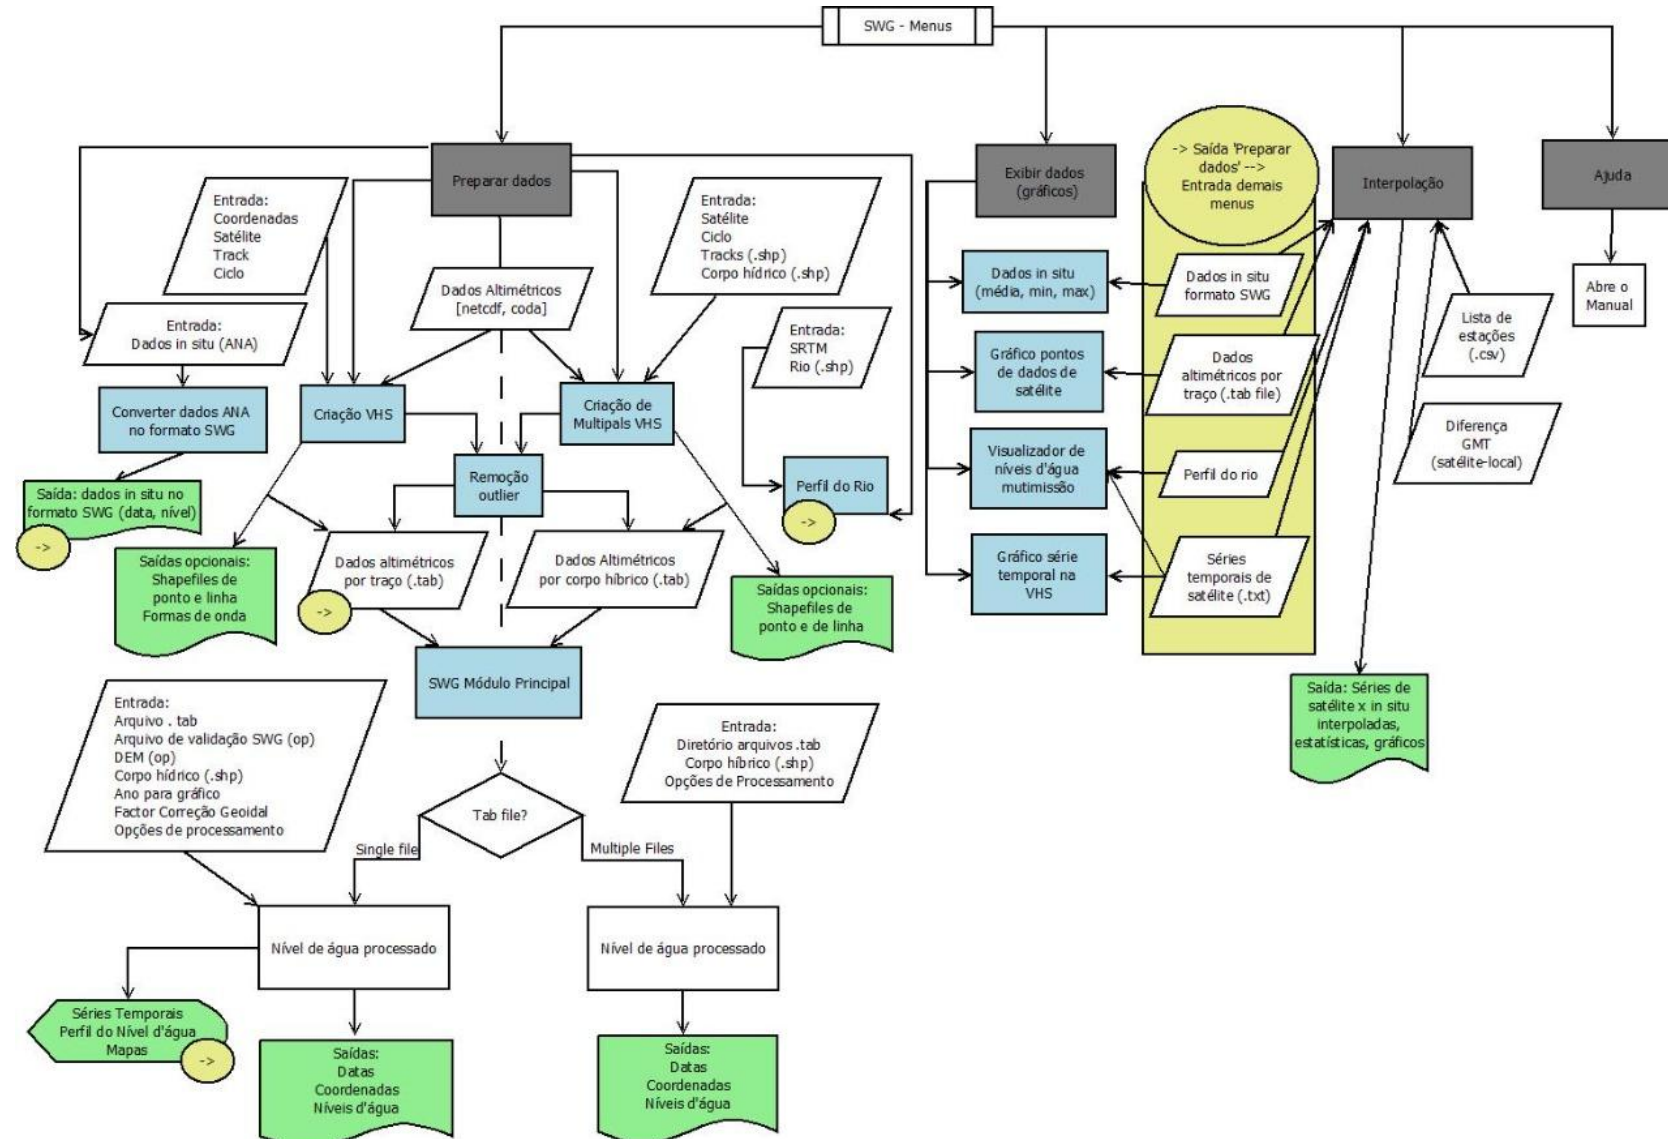 SWG - Menus
Preparar dados
Exibir dados
(gráficos)
-> Saída 'Preparar
dados' -->
Entrada demais
menus
Interpolação
Ajuda
Abre o
Manual
Entrada:
Coordenadas
Satélite
Track
Ciclo
Entrada:
Satélite
Ciclo
Tracks (.shp)
Corpo hídrico (.shp)
Dados Altimétricos
[netcdf, coda]
Entrada:
Dados in situ (ANA)
Entrada:
SRTM
Rio (.shp)
Converter dados ANA
no formato SWG
Criação VHS
Criação de
Multipals VHS
Remoção
outlier
Perfil do Rio
->
Saída: dados in situ no
formato SWG (data, nível)
->
Saídas opcionais:
Shapefiles de
ponto e linha
Formas de onda
Dados altimétricos
por traço (.tab)
->
Dados Altimétricos
por corpo híbrico (.tab)
Saídas opcionais:
Shapefiles de
ponto e de linha
SWG Módulo Principal
Entrada:
Arquivo . tab
Arquivo de validação SWG (op)
DEM (op)
Corpo hídrico (.shp)
Ano para gráfico
Factor Correção Geoidal
Opções de processamento
Entrada:
Diretório arquivos .tab
Corpo híbrico (.shp)
Opções de Processamento
Tab file?
Single file
Multiple Files
Nível de água processado
Nível de água processado
Séries Temporais
Perfil do Nível d'água
Mapas
->
Saídas:
Datas
Coordenadas
Níveis d'água
Saídas:
Datas
Coordenadas
Níveis d'água
Dados in situ
(média, min, max)
Gráfico pontos
de dados de
satélite
Visualizador de
níveis d'água
mutimissão
Gráfico série
temporal na
VHS
Dados in situ
formato SWG
Dados
altimétricos por
traço (.tab file)
Perfil do rio
Séries
temporais de
satélite (.txt)
Lista de
estações
(.csv)
Diferença
GMT
(satélite-local)
Saída: Séries de
satélite x in situ
interpoladas,
estatísticas, gráficos